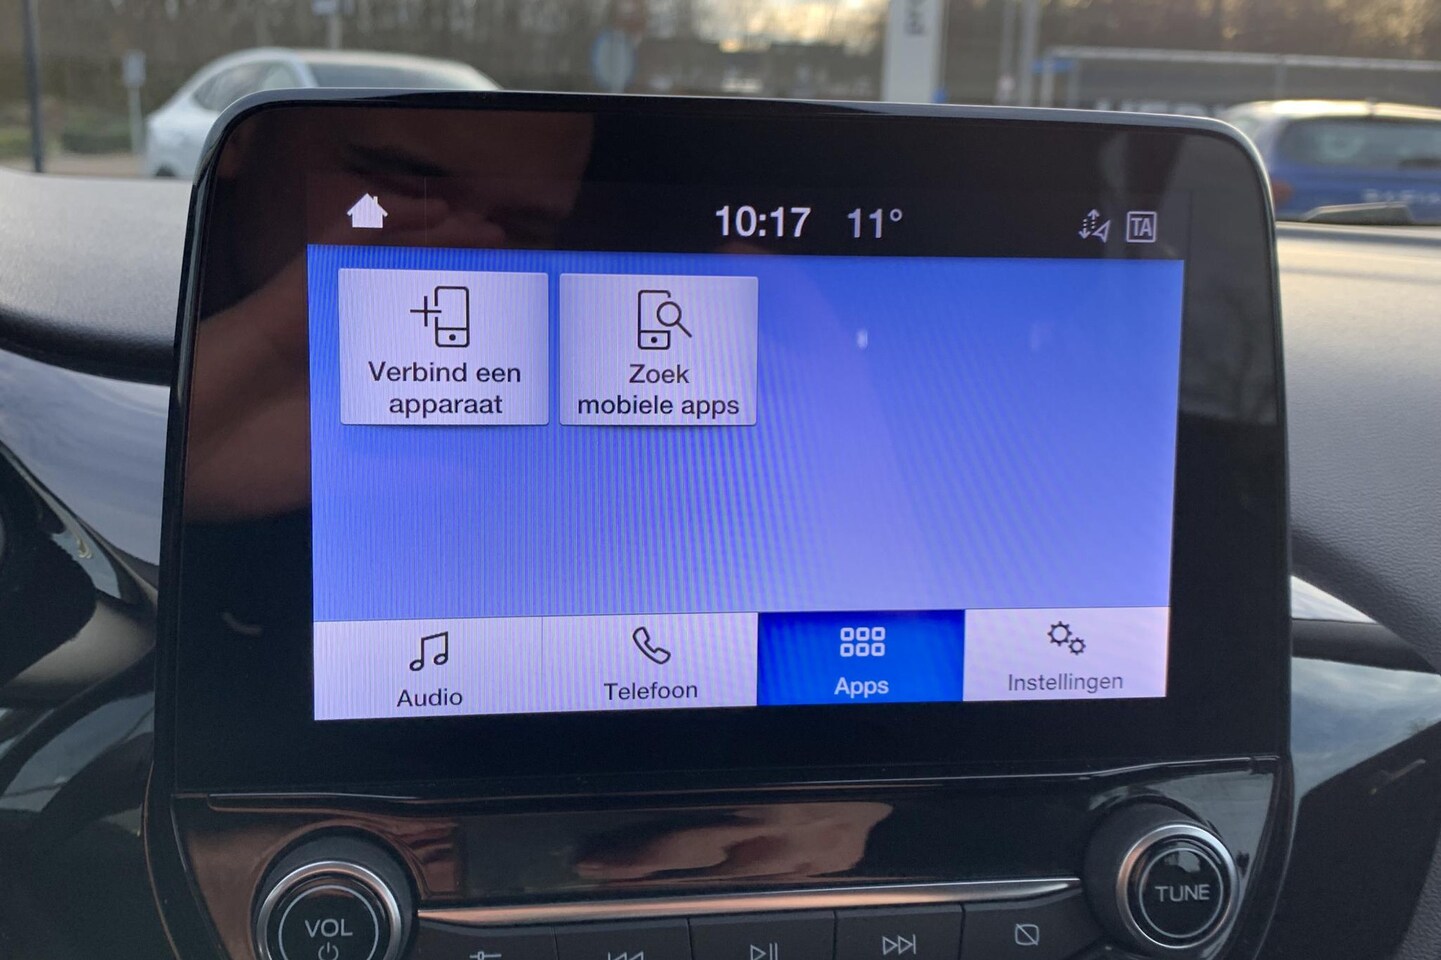 10:17 11°
TA
Verbind een
apparaat
Zoek
mobiele apps
Audio
Telefoon
Apps
Instellingen
VOL
TUNE